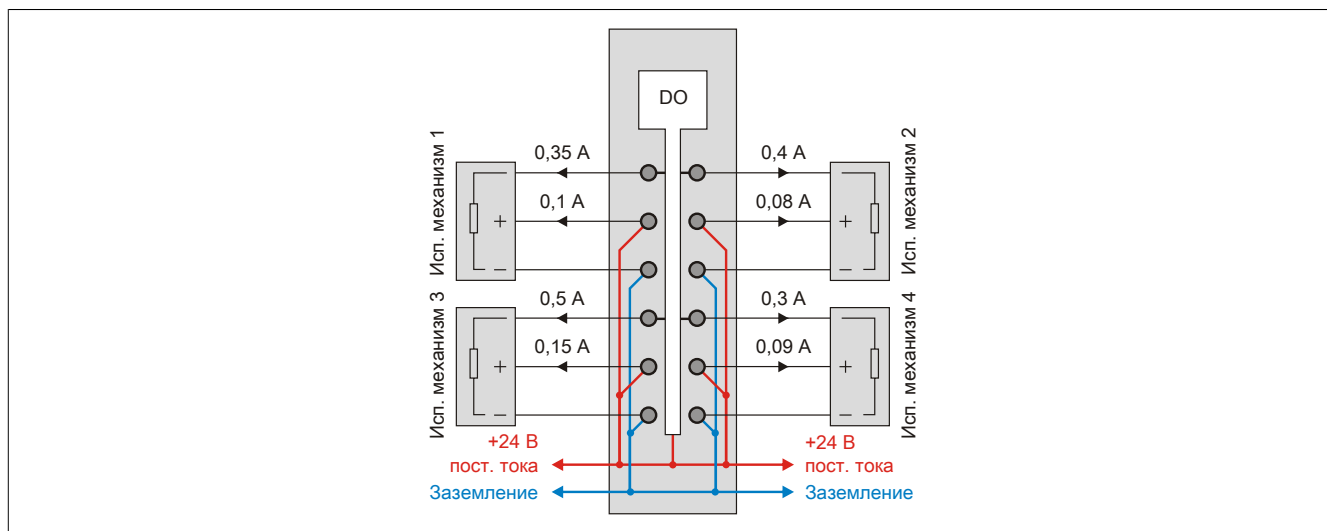 DO
Исп. механизм 1
0,35 А
0,1 А
0,4 А
0,08 А
Исп. механизм 2
Исп. механизм 3
0,5 А
0,15 А
0,3 А
0,09 А
Исп. механизм 4
+
+
+
+
+24 В
пост. тока
Заземление
+24 В
пост. тока
Заземление